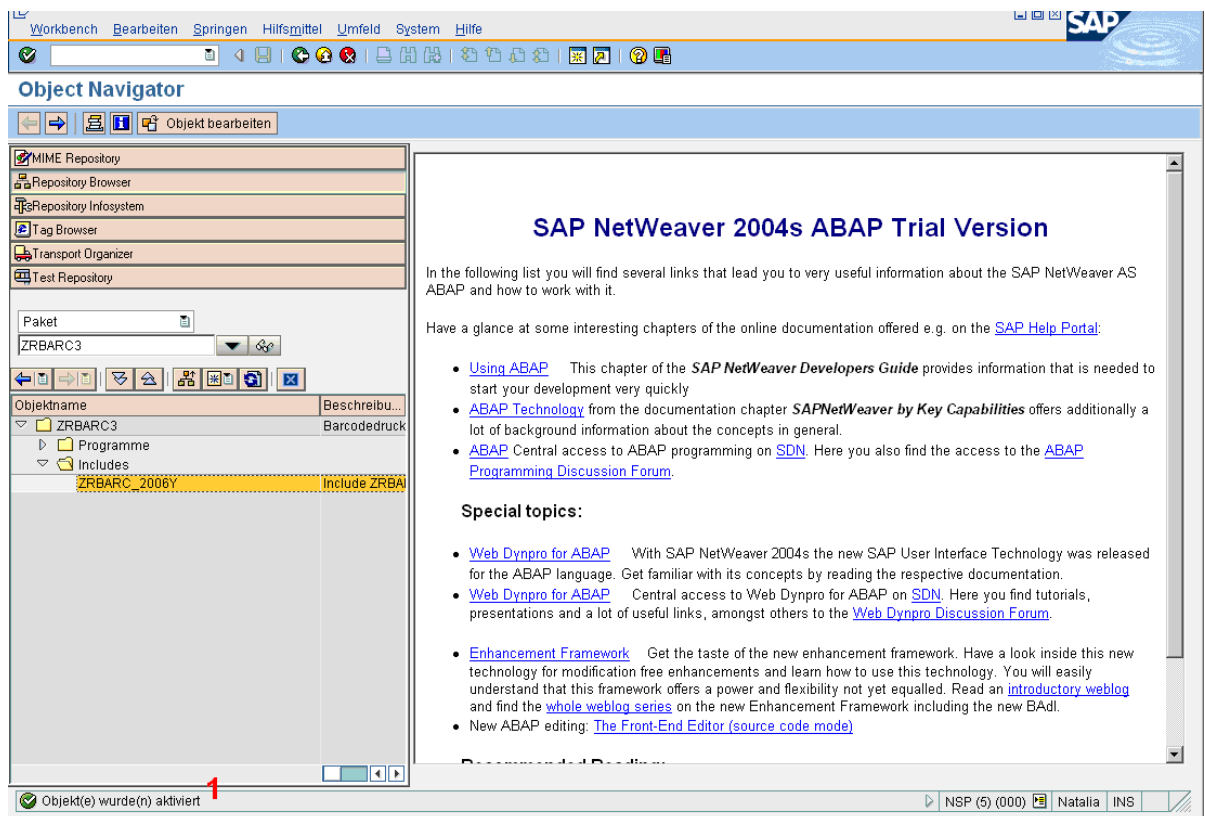 Workbench Bearbeiten Springen Hilfsmittel Umfeld System Hilfe
SAP
Object Navigator
Objekt bearbeiten
MIME Repository
Repository Browser
Repository Infosystem
Tag Browser
Transport Organizer
Test Repository
Paket
ZRBARC3
Objektname Beschreibu...
ZRBARC3 Barcodedruck
Programme
Includes
ZRBARC_2006Y Include ZRBA
SAP NetWeaver 2004s ABAP Trial Version
In the following list you will find several links that lead you to very useful information about the SAP NetWeaver AS
ABAP and how to work with it.
Have a glance at some interesting chapters of the online documentation offered e.g. on the SAP Help Portal:
• Using ABAP This chapter of the SAP NetWeaver Developers Guide provides information that is needed to
start your development very quickly
• ABAP Technology from the documentation chapter SAPNetWeaver by Key Capabilities offers additionally a
lot of background information about the concepts in general.
• ABAP Central access to ABAP programming on SDN. Here you also find the access to the ABAP
Programming Discussion Forum.
Special topics:
• Web Dynpro for ABAP With SAP NetWeaver 2004s the new SAP User Interface Technology was released
for the ABAP language. Get familiar with its concepts by reading the respective documentation.
• Web Dynpro for ABAP Central access to Web Dynpro for ABAP on SDN. Here you find tutorials,
presentations and a lot of useful links, amongst others to the Web Dynpro Discussion Forum.
• Enhancement Framework Get the taste of the new enhancement framework. Have a look inside this new
technology for modification free enhancements and learn how to use this technology. You will easily
understand that this framework offers a power and flexibility not yet equalled. Read an introductory weblog
and find the whole weblog series on the new Enhancement Framework including the new BAdI.
• New ABAP editing: The Front-End Editor (source code mode)
Recommended Reading:
1
Objekt(e) wurde(n) aktiviert
NSP (5) (000) Natalia INS